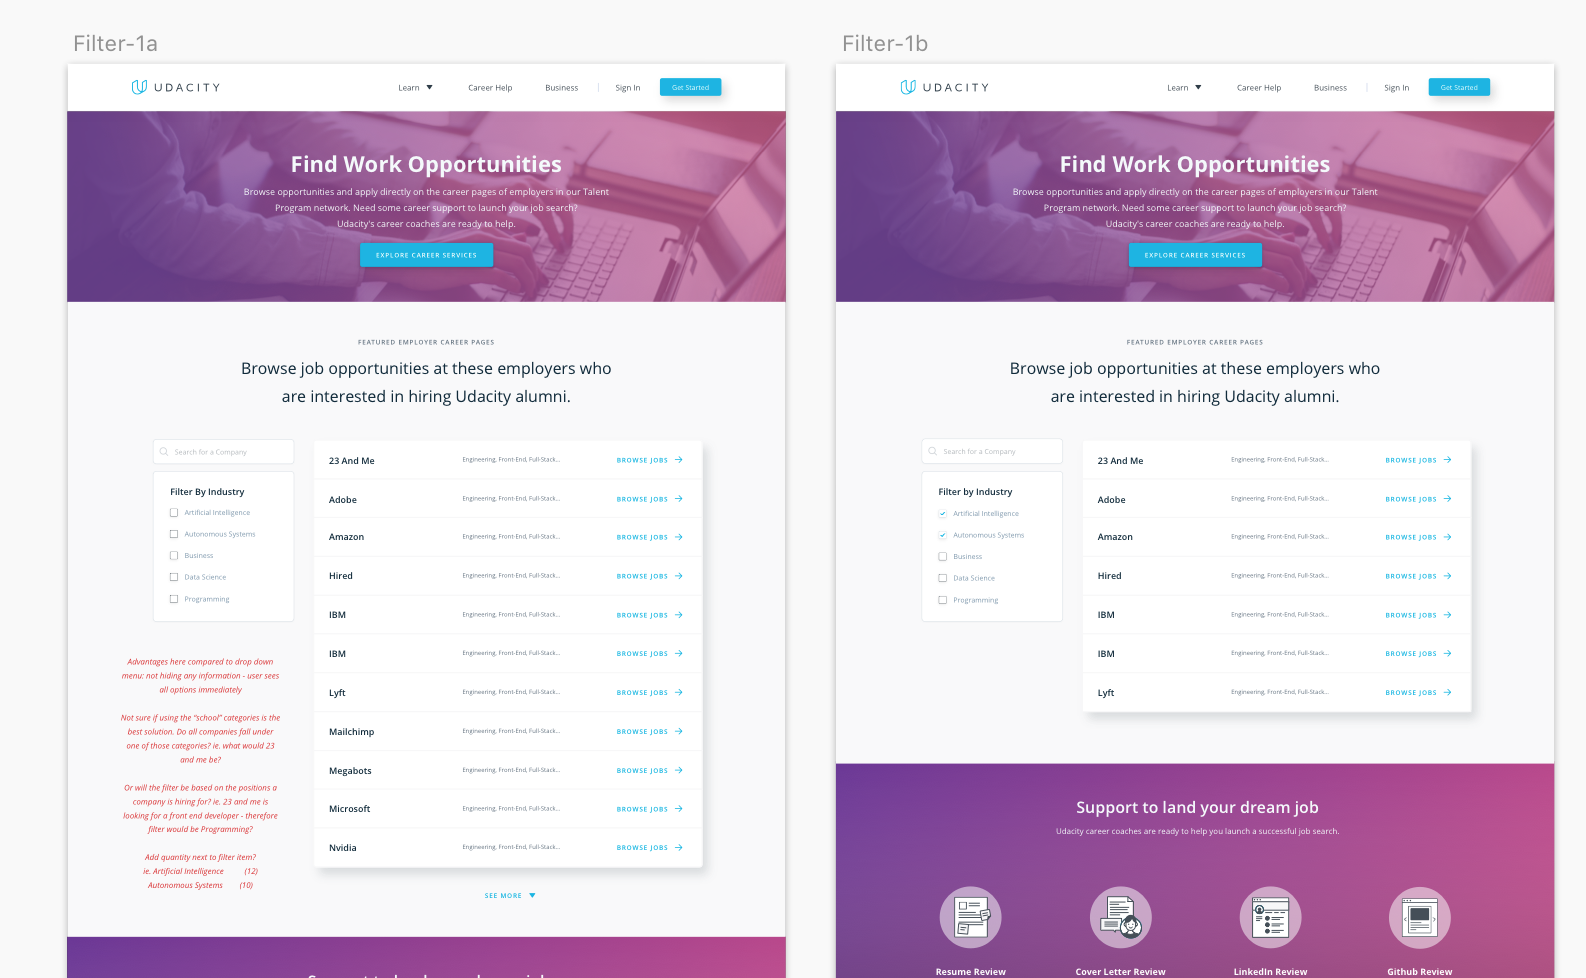 Filter-1a
UDACITY
Learn
Career Help
Business
Sign In
Get Started
Find Work Opportunities
Browse opportunities and apply directly on the career pages of employers in our Talent
Program network. Need some career support to launch your job search?
Udacity's career coaches are ready to help.
EXPLORE CAREER SERVICES
FEATURED EMPLOYER CAREER PAGES
Browse job opportunities at these employers who
are interested in hiring Udacity alumni.
Search for a Company
Filter By Industry
Artificial Intelligence
Autonomous Systems
Business
Data Science
Programming
Advantages here compared to drop down
menu: not hiding any information - user sees
all options immediately
Not sure if using the "school" categories is the
best solution. Do all companies fall under
one of those categories? ie. what would 23
and me be?
Or will the filter be based on the positions a
company is hiring for? ie. 23 and me is
looking for a front end developer - therefore
filter would be Programming?
Add quantity next to filter item?
ie. Artificial Intelligence (12)
Autonomous Systems (10)
23 And Me Engineering, Front-End, Full-Stack... BROWSE JOBS
Adobe Engineering, Front-End, Full-Stack... BROWSE JOBS
Amazon Engineering, Front-End, Full-Stack... BROWSE JOBS
Hired Engineering, Front-End, Full-Stack... BROWSE JOBS
IBM Engineering, Front-End, Full-Stack... BROWSE JOBS
IBM Engineering, Front-End, Full-Stack... BROWSE JOBS
Lyft Engineering, Front-End, Full-Stack... BROWSE JOBS
Mailchimp Engineering, Front-End, Full-Stack... BROWSE JOBS
Megabots Engineering, Front-End, Full-Stack... BROWSE JOBS
Microsoft Engineering, Front-End, Full-Stack... BROWSE JOBS
Nvidia Engineering, Front-End, Full-Stack... BROWSE JOBS
SEE MORE
Filter-1b
UDACITY
Learn
Career Help
Business
Sign In
Get Started
Find Work Opportunities
Browse opportunities and apply directly on the career pages of employers in our Talent
Program network. Need some career support to launch your job search?
Udacity's career coaches are ready to help.
EXPLORE CAREER SERVICES
FEATURED EMPLOYER CAREER PAGES
Browse job opportunities at these employers who
are interested in hiring Udacity alumni.
Search for a Company
Filter by Industry
Artificial Intelligence
Autonomous Systems
Business
Data Science
Programming
23 And Me Engineering, Front-End, Full-Stack... BROWSE JOBS
Adobe Engineering, Front-End, Full-Stack... BROWSE JOBS
Amazon Engineering, Front-End, Full-Stack... BROWSE JOBS
Hired Engineering, Front-End, Full-Stack... BROWSE JOBS
IBM Engineering, Front-End, Full-Stack... BROWSE JOBS
IBM Engineering, Front-End, Full-Stack... BROWSE JOBS
Lyft Engineering, Front-End, Full-Stack... BROWSE JOBS
Support to land your dream job
Udacity career coaches are ready to help you launch a successful job search.
Resume Review
Cover Letter Review
LinkedIn Review
Github Review